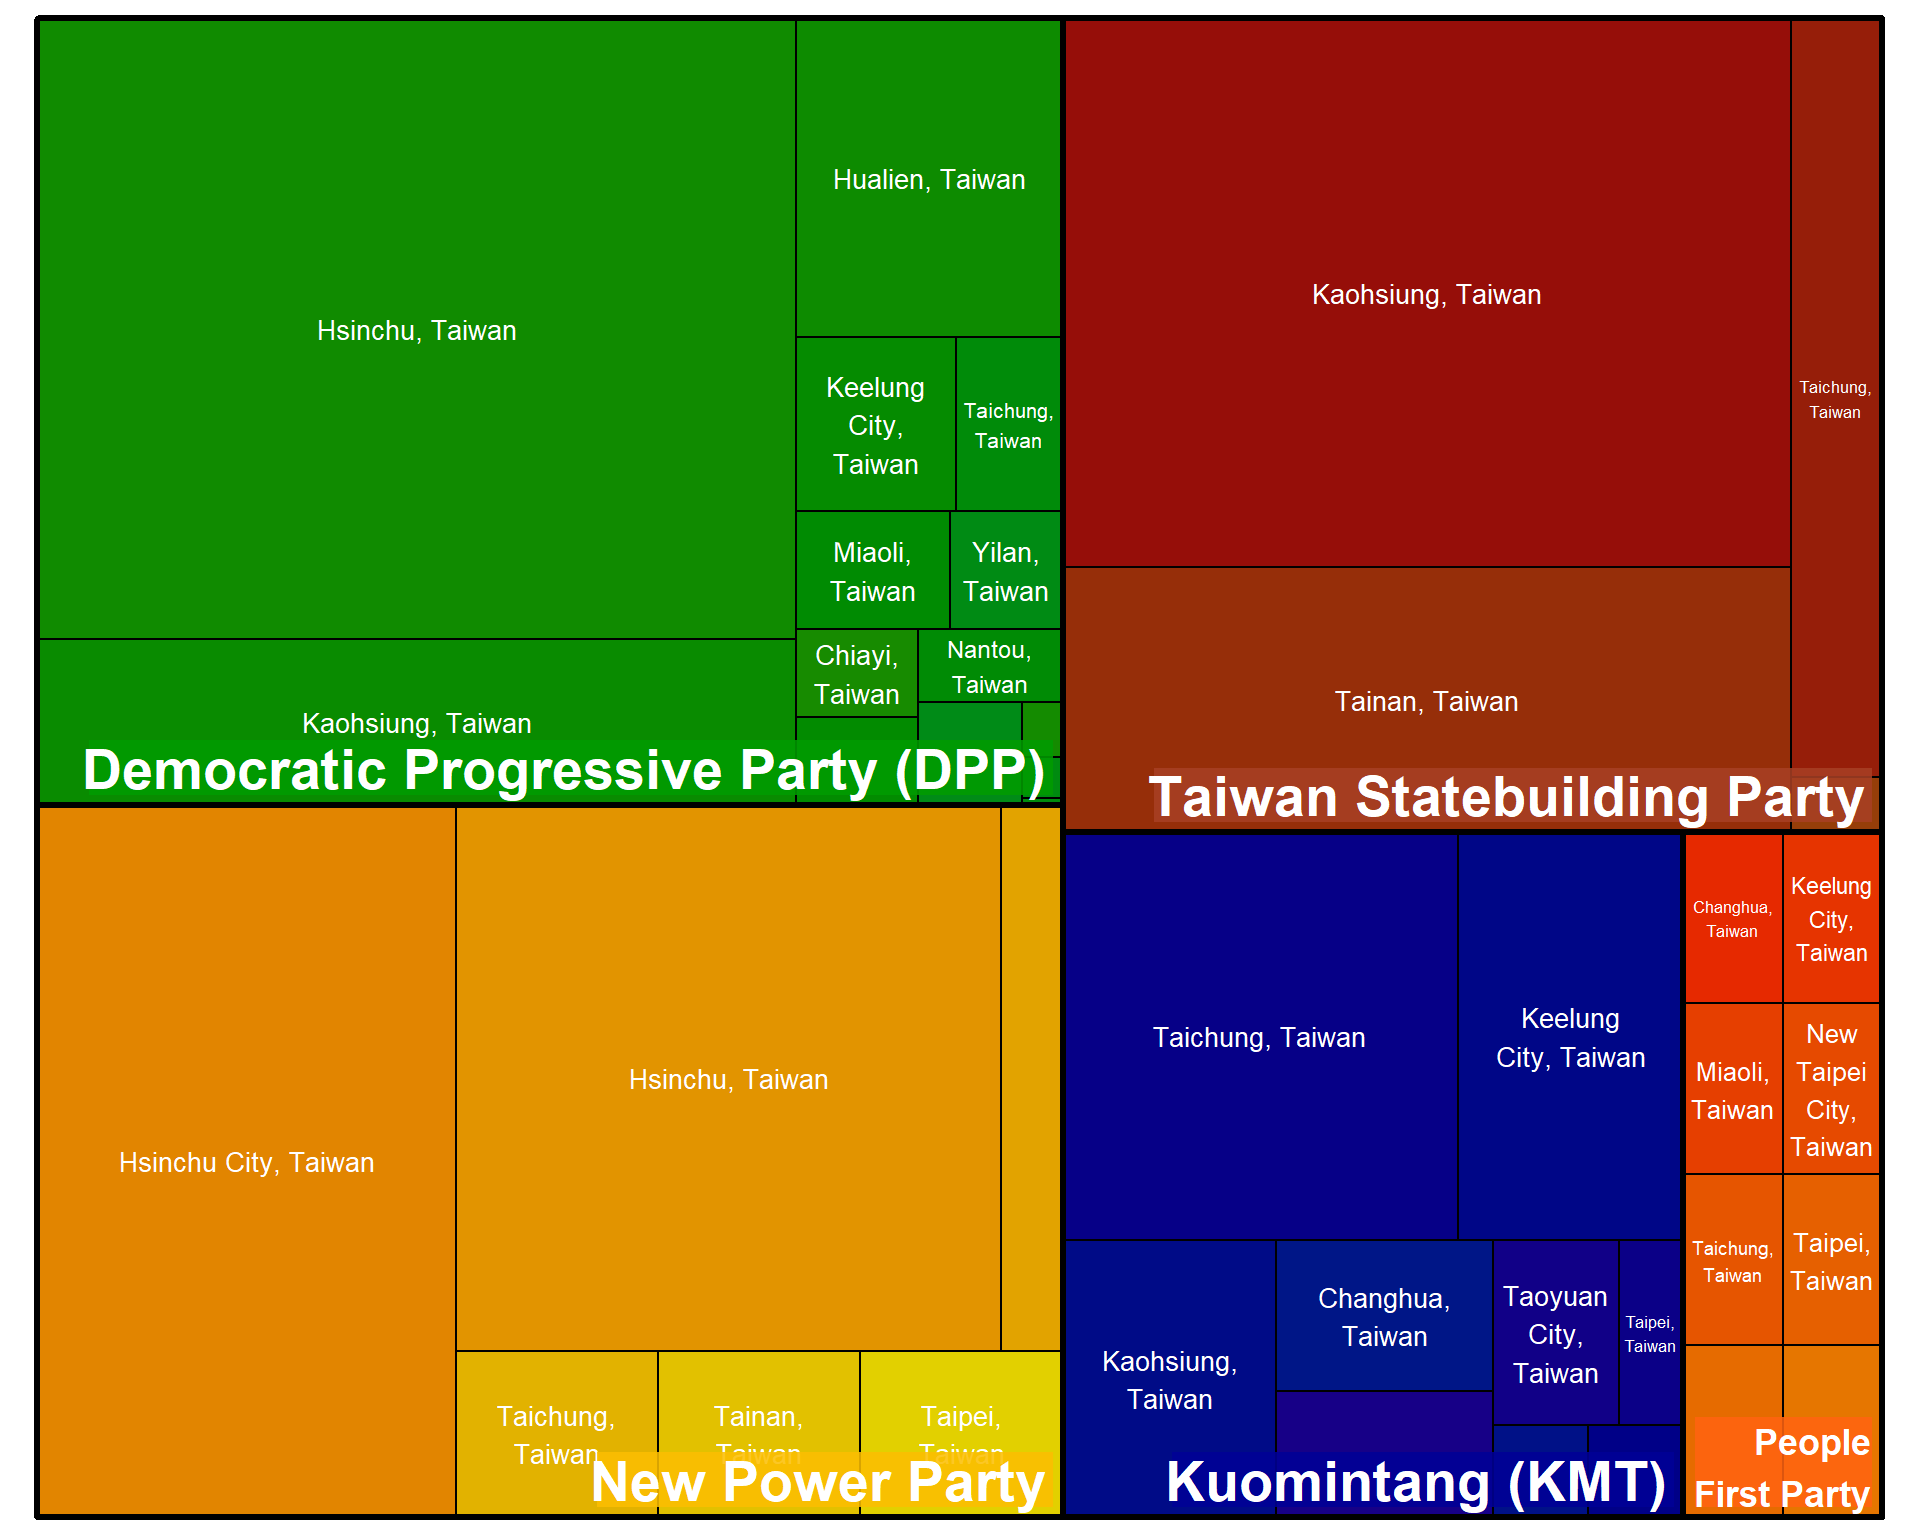 Hsinchu, Taiwan
Hualien, Taiwan
Keelung
City,
Taiwan
Taichung,
Taiwan
Miaoli,
Taiwan
Yilan,
Taiwan
Chiayi,
Taiwan
Nantou,
Taiwan
Kaohsiung, Taiwan
Democratic Progressive Party (DPP)
Kaohsiung, Taiwan
Taichung,
Taiwan
Tainan, Taiwan
Taiwan Statebuilding Party
Hsinchu City, Taiwan
Hsinchu, Taiwan
Taichung,
Taiwan
Tainan,
Taiwan
Taipei,
Taiwan
New Power Party
Taichung, Taiwan
Keelung
City, Taiwan
Kaohsiung,
Taiwan
Changhua,
Taiwan
Taoyuan
City,
Taiwan
Taipei,
Taiwan
Kuomintang (KMT)
Changhua,
Taiwan
Keelung
City,
Taiwan
Miaoli,
Taiwan
New
Taipei
City,
Taiwan
Taichung,
Taiwan
Taipei,
Taiwan
People
First Party